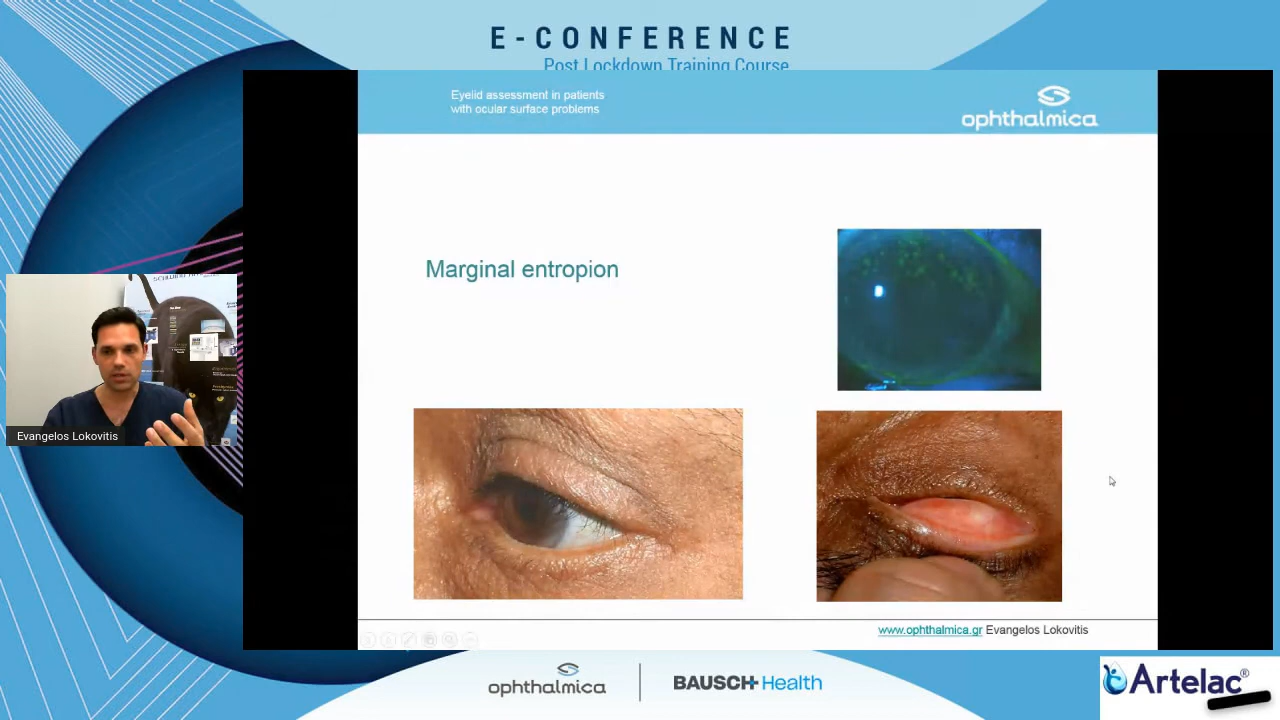 E-CONFERENCE
Post Lockdown Training Course
Eyelid assessment in patients
with ocular surface problems
ophthalmica
Marginal entropion
Evangelos Lokovitis
www.ophthalmica.gr Evangelos Lokovitis
ophthalmica
BAUSCH+Health
Artelac®